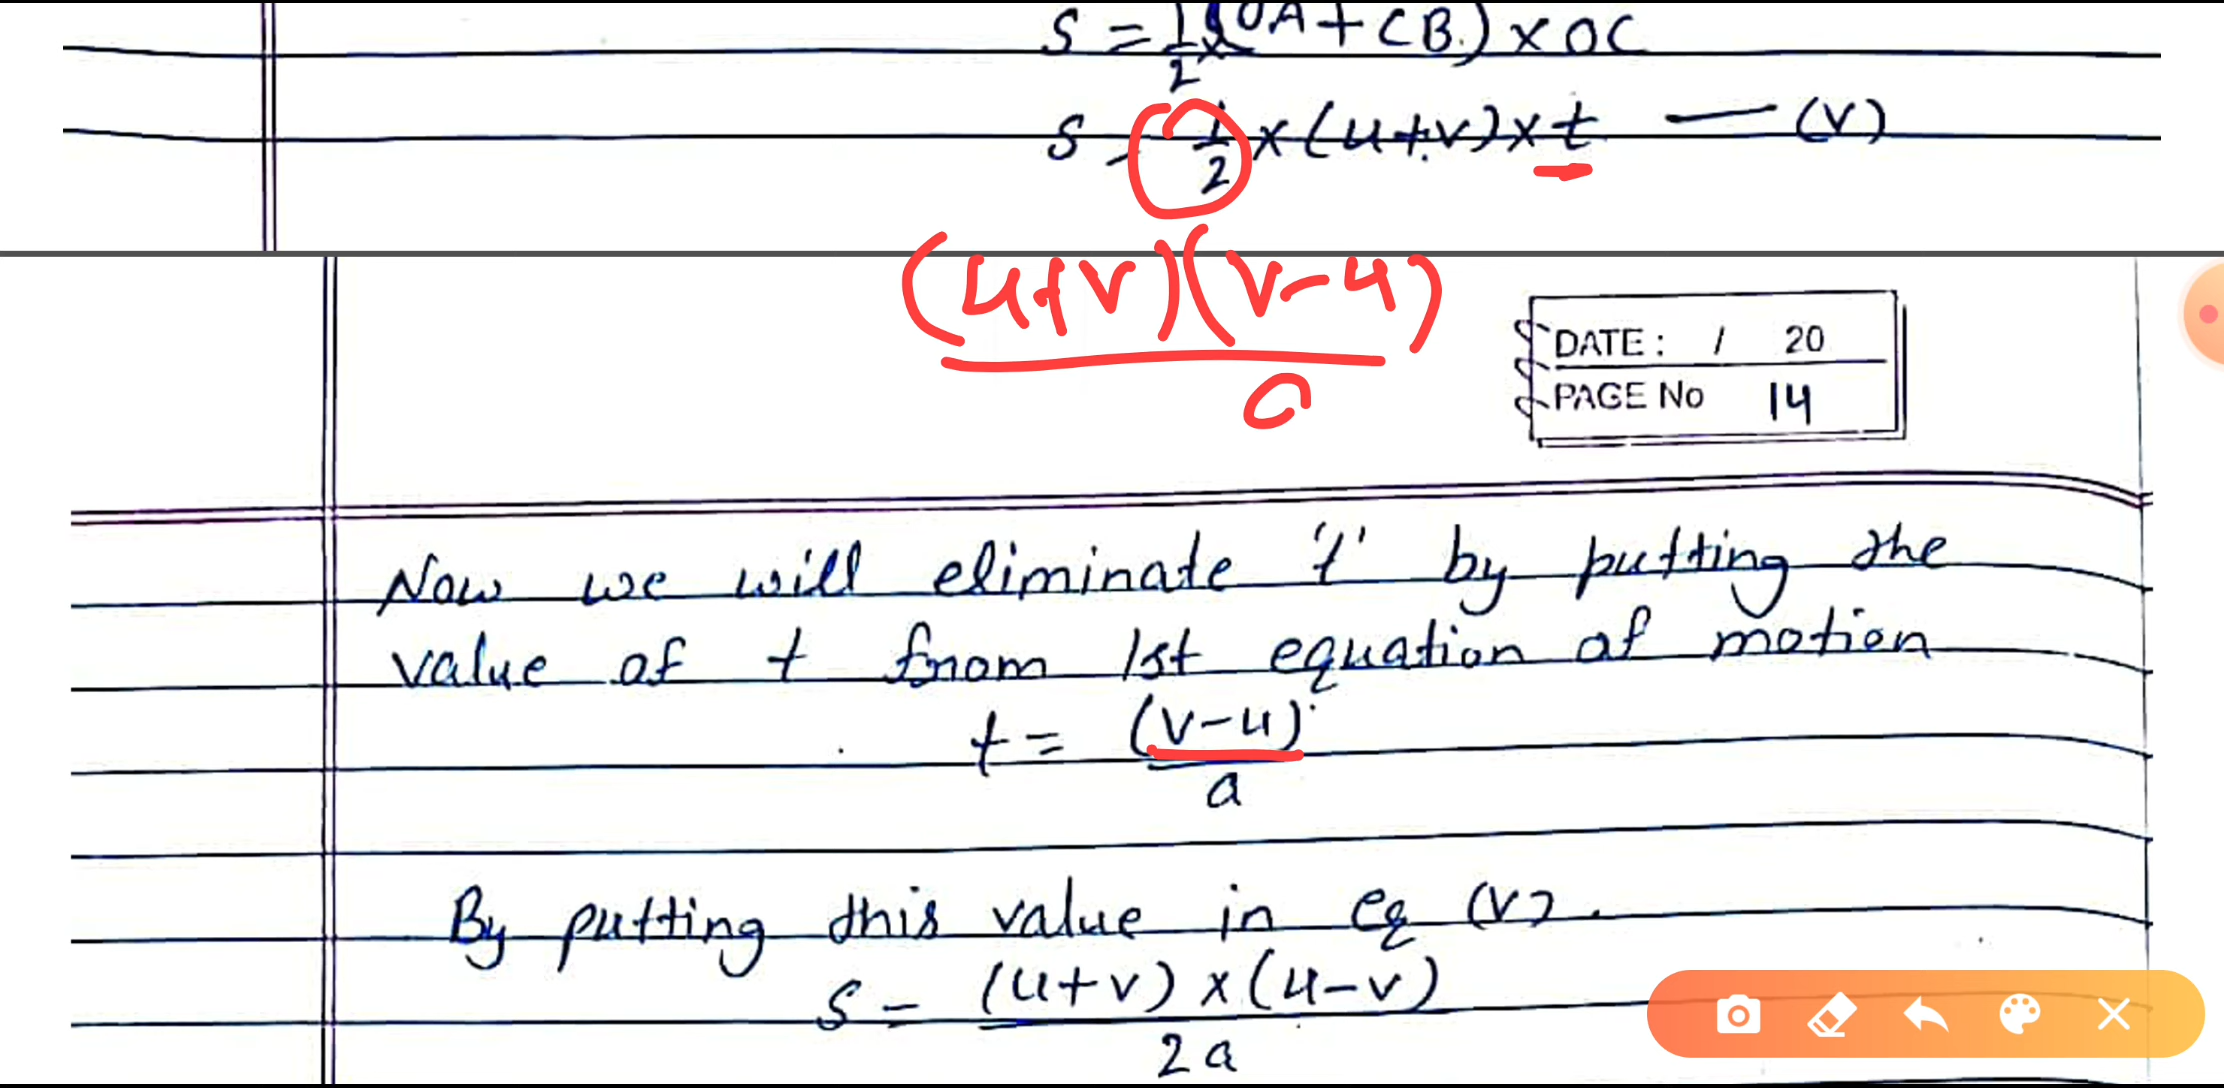 S = 1/2 x (OA + CB) x OC
S = 1/2 x (u+v) x t — (v)
(u+v)(v-u)
a
DATE : / 20
PAGE No 14
Now we will eliminate 't' by putting the
value of t from 1st equation of motion
t = (v-u)
a
By putting this value in eq (v).
S = (u+v) x (u-v)
2a